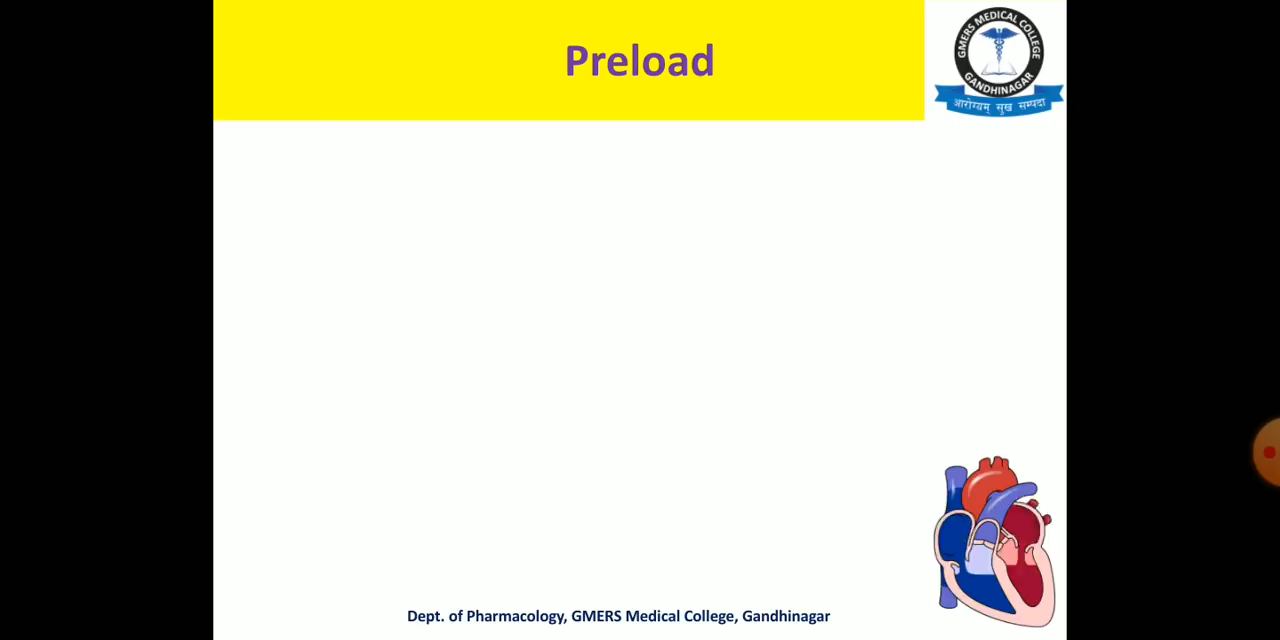 Preload
GMERS MEDICAL COLLEGE
GANDHINAGAR
आरोग्यम् सुख सम्पदा
Dept. of Pharmacology, GMERS Medical College, Gandhinagar